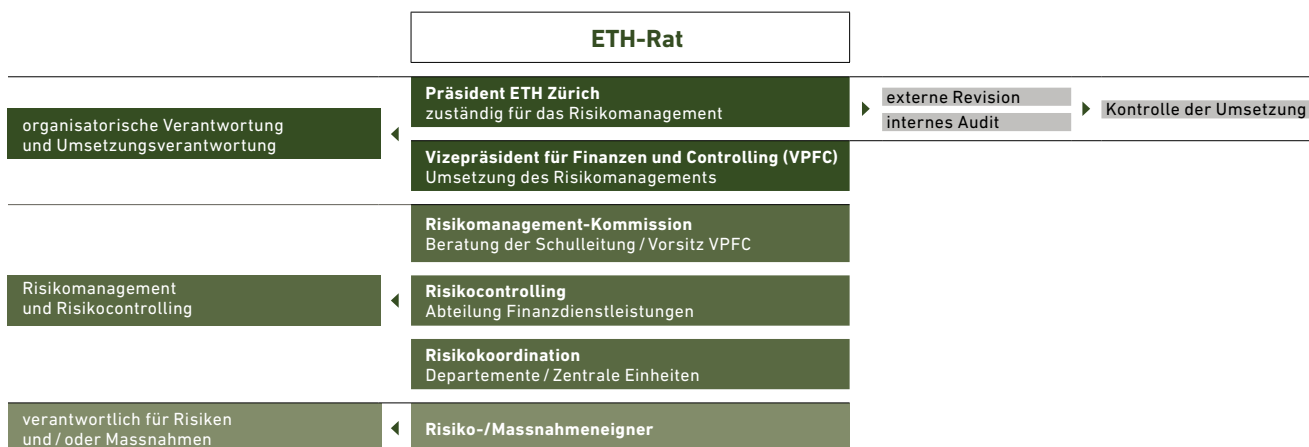 ETH-Rat
Präsident ETH Zürich
zuständig für das Risikomanagement
externe Revision
internes Audit
Kontrolle der Umsetzung
organisatorische Verantwortung
und Umsetzungsverantwortung
Vizepräsident für Finanzen und Controlling (VPFC)
Umsetzung des Risikomanagements
Risikomanagement-Kommission
Beratung der Schulleitung / Vorsitz VPFC
Risikomanagement
und Risikocontrolling
Risikocontrolling
Abteilung Finanzdienstleistungen
Risikokoordination
Departemente / Zentrale Einheiten
verantwortlich für Risiken
und / oder Massnahmen
Risiko-/Massnahmeneigner